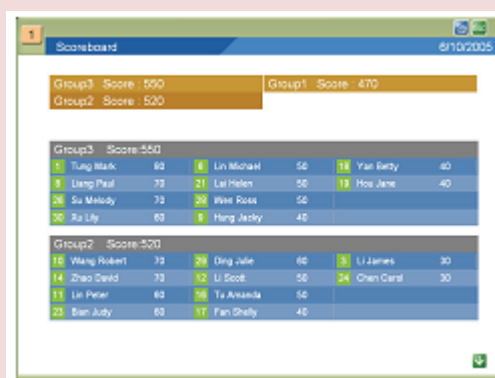 1
Scoreboard 6/10/2005
Group3 Score : 550 Group1 Score : 470
Group2 Score : 520
Group3 Score:550
1 Tung Mark 80 6 Lin Michael 50 18 Yan Betty 40
8 Liang Paul 70 21 Lai Helen 50 19 Hou Jane 40
26 Su Melody 70 28 Wen Ross 50
30 Xu Lily 60 9 Hung Jacky 40
Group2 Score:520
10 Wang Robert 70 29 Ding Julie 60 3 Li James 30
14 Zhao David 70 12 Li Scott 50 24 Chen Carol 30
11 Lin Peter 60 16 Tu Amanda 50
23 Bian Judy 60 17 Fan Shelly 40